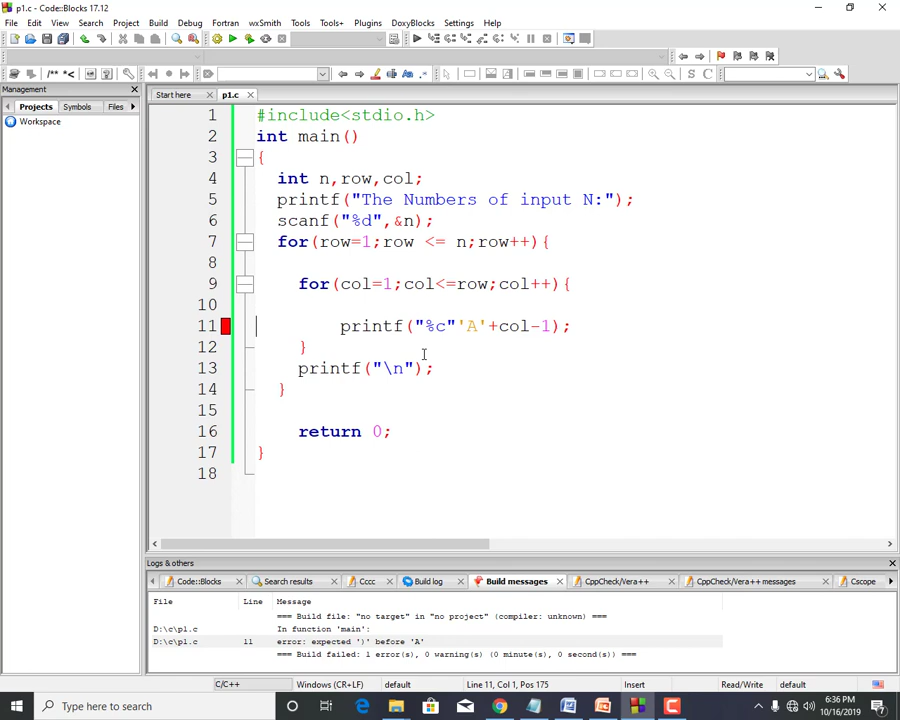 p1.c - Code::Blocks 17.12
File Edit View Search Project Build Debug Fortran wxSmith Tools Tools+ Plugins DoxyBlocks Settings Help
Management
Start here p1.c
Projects Symbols Files
Workspace
1 #include<stdio.h>
2 int main()
3 {
4 int n,row,col;
5 printf("The Numbers of input N:");
6 scanf("%d",&n);
7 for(row=1;row <= n;row++){
8
9 for(col=1;col<=row;col++){
10
11 printf("%c"'A'+col-1);
12 }
13 printf("\n");
14 }
15
16 return 0;
17 }
18
Logs & others
Code::Blocks Search results Cccc Build log Build messages CppCheck/Vera++ CppCheck/Vera++ messages Cscope
File Line Message
=== Build file: "no target" in "no project" (compiler: unknown) ===
D:\c\p1.c In function 'main':
D:\c\p1.c 11 error: expected ')' before 'A'
=== Build failed: 1 error(s), 0 warning(s) (0 minute(s), 0 second(s)) ===
C/C++ Windows (CR+LF) default Line 11, Col 1, Pos 175 Insert Read/Write default
Type here to search
6:36 PM
10/16/2019